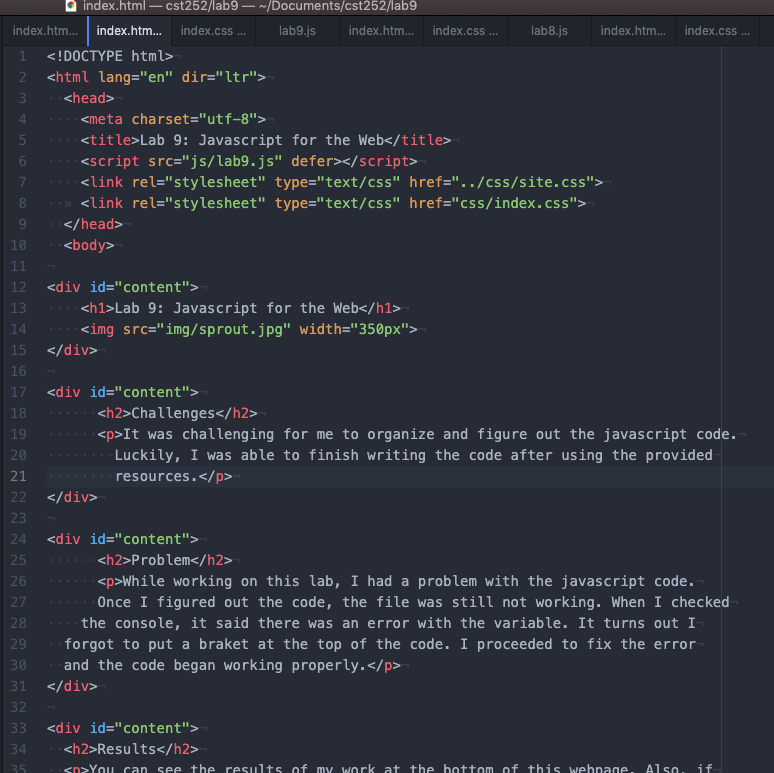 index.html — cst252/lab9 — ~/Documents/cst252/lab9
index.htm... index.htm... index.css ... lab9.js index.htm... index.css ... lab8.js index.htm... index.css ...
1 <!DOCTYPE html>
2 <html lang="en" dir="ltr">
3 <head>
4 <meta charset="utf-8">
5 <title>Lab 9: Javascript for the Web</title>
6 <script src="js/lab9.js" defer></script>
7 <link rel="stylesheet" type="text/css" href="../css/site.css">
8 <link rel="stylesheet" type="text/css" href="css/index.css">
9 </head>
10 <body>
11
12 <div id="content">
13 <h1>Lab 9: Javascript for the Web</h1>
14 <img src="img/sprout.jpg" width="350px">
15 </div>
16
17 <div id="content">
18 <h2>Challenges</h2>
19 <p>It was challenging for me to organize and figure out the javascript code.
20 Luckily, I was able to finish writing the code after using the provided
21 resources.</p>
22 </div>
23
24 <div id="content">
25 <h2>Problem</h2>
26 <p>While working on this lab, I had a problem with the javascript code.
27 Once I figured out the code, the file was still not working. When I checked
28 the console, it said there was an error with the variable. It turns out I
29 forgot to put a braket at the top of the code. I proceeded to fix the error
30 and the code began working properly.</p>
31 </div>
32
33 <div id="content">
34 <h2>Results</h2>
35 <p>You can see the results of my work at the bottom of this webpage. Also, if